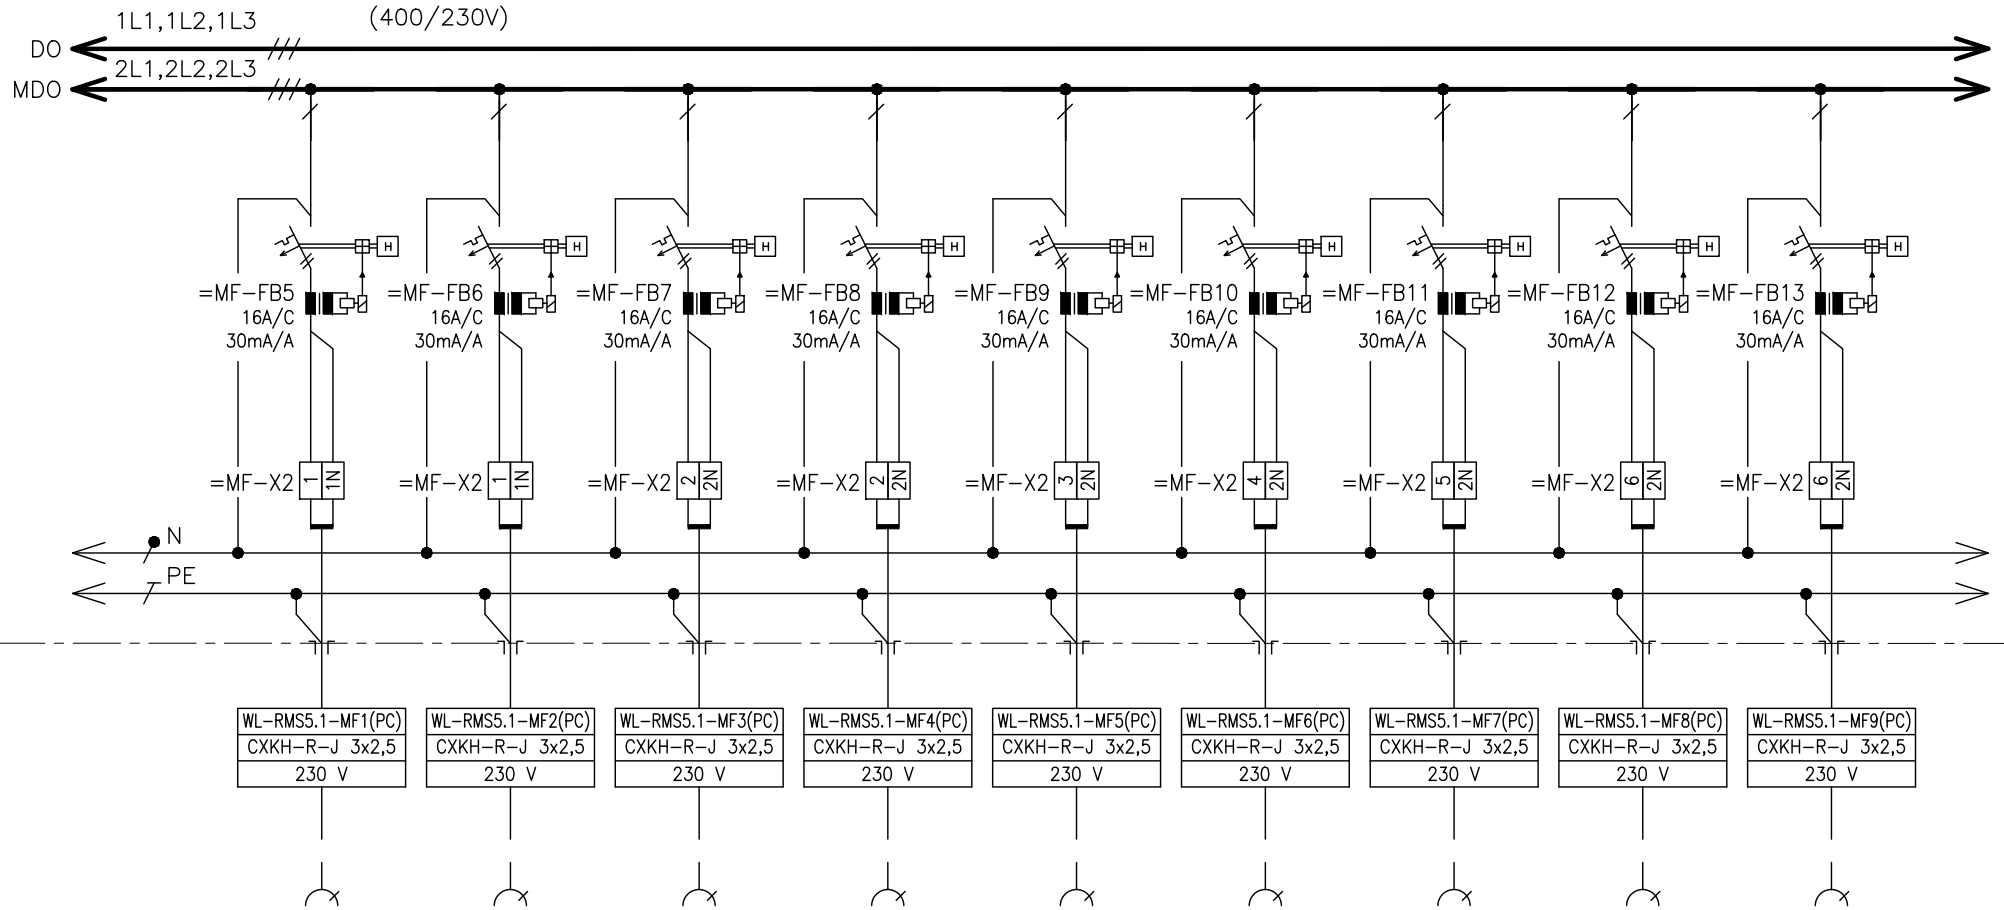 1L1,1L2,1L3 (400/230V)
DO
2L1,2L2,2L3
MDO
H H H H H H H H H
=MF-FB5 =MF-FB6 =MF-FB7 =MF-FB8 =MF-FB9 =MF-FB10 =MF-FB11 =MF-FB12 =MF-FB13
16A/C 16A/C 16A/C 16A/C 16A/C 16A/C 16A/C 16A/C 16A/C
30mA/A 30mA/A 30mA/A 30mA/A 30mA/A 30mA/A 30mA/A 30mA/A 30mA/A
=MF-X2 1 1N =MF-X2 1 1N =MF-X2 2 2N =MF-X2 2 2N =MF-X2 3 2N =MF-X2 4 2N =MF-X2 5 2N =MF-X2 6 2N =MF-X2 6 2N
N
PE
WL-RMS5.1-MF1(PC) WL-RMS5.1-MF2(PC) WL-RMS5.1-MF3(PC) WL-RMS5.1-MF4(PC) WL-RMS5.1-MF5(PC) WL-RMS5.1-MF6(PC) WL-RMS5.1-MF7(PC) WL-RMS5.1-MF8(PC) WL-RMS5.1-MF9(PC)
CXKH-R-J 3x2,5 CXKH-R-J 3x2,5 CXKH-R-J 3x2,5 CXKH-R-J 3x2,5 CXKH-R-J 3x2,5 CXKH-R-J 3x2,5 CXKH-R-J 3x2,5 CXKH-R-J 3x2,5 CXKH-R-J 3x2,5
230 V 230 V 230 V 230 V 230 V 230 V 230 V 230 V 230 V